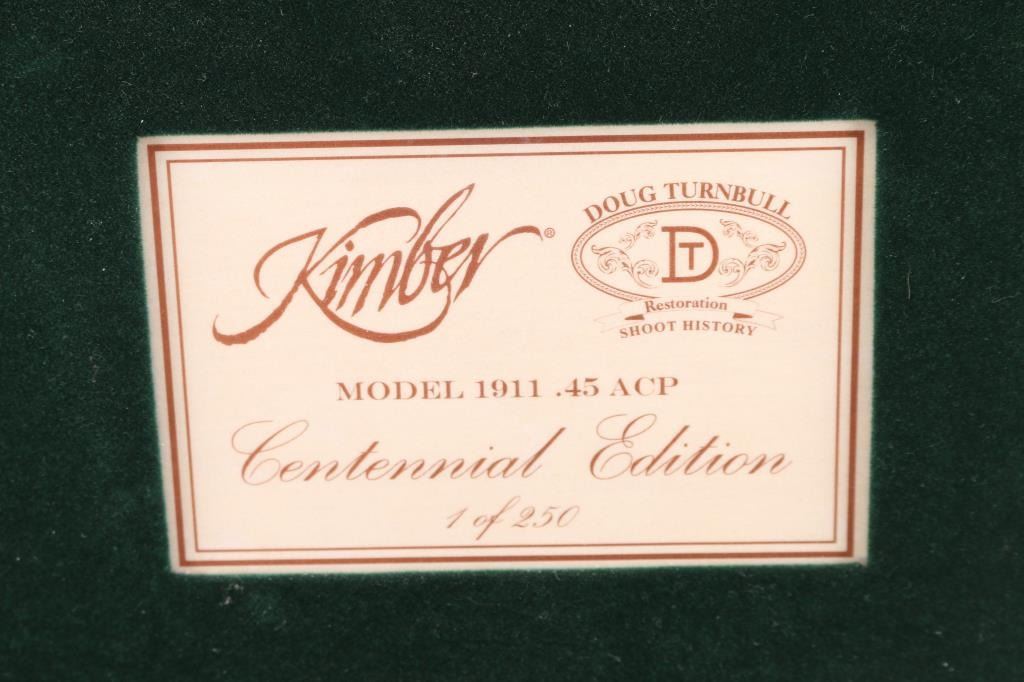 Kimber®
DOUG TURNBULL
DT
Restoration
SHOOT HISTORY
MODEL 1911 .45 ACP
Centennial Edition
1 of 250